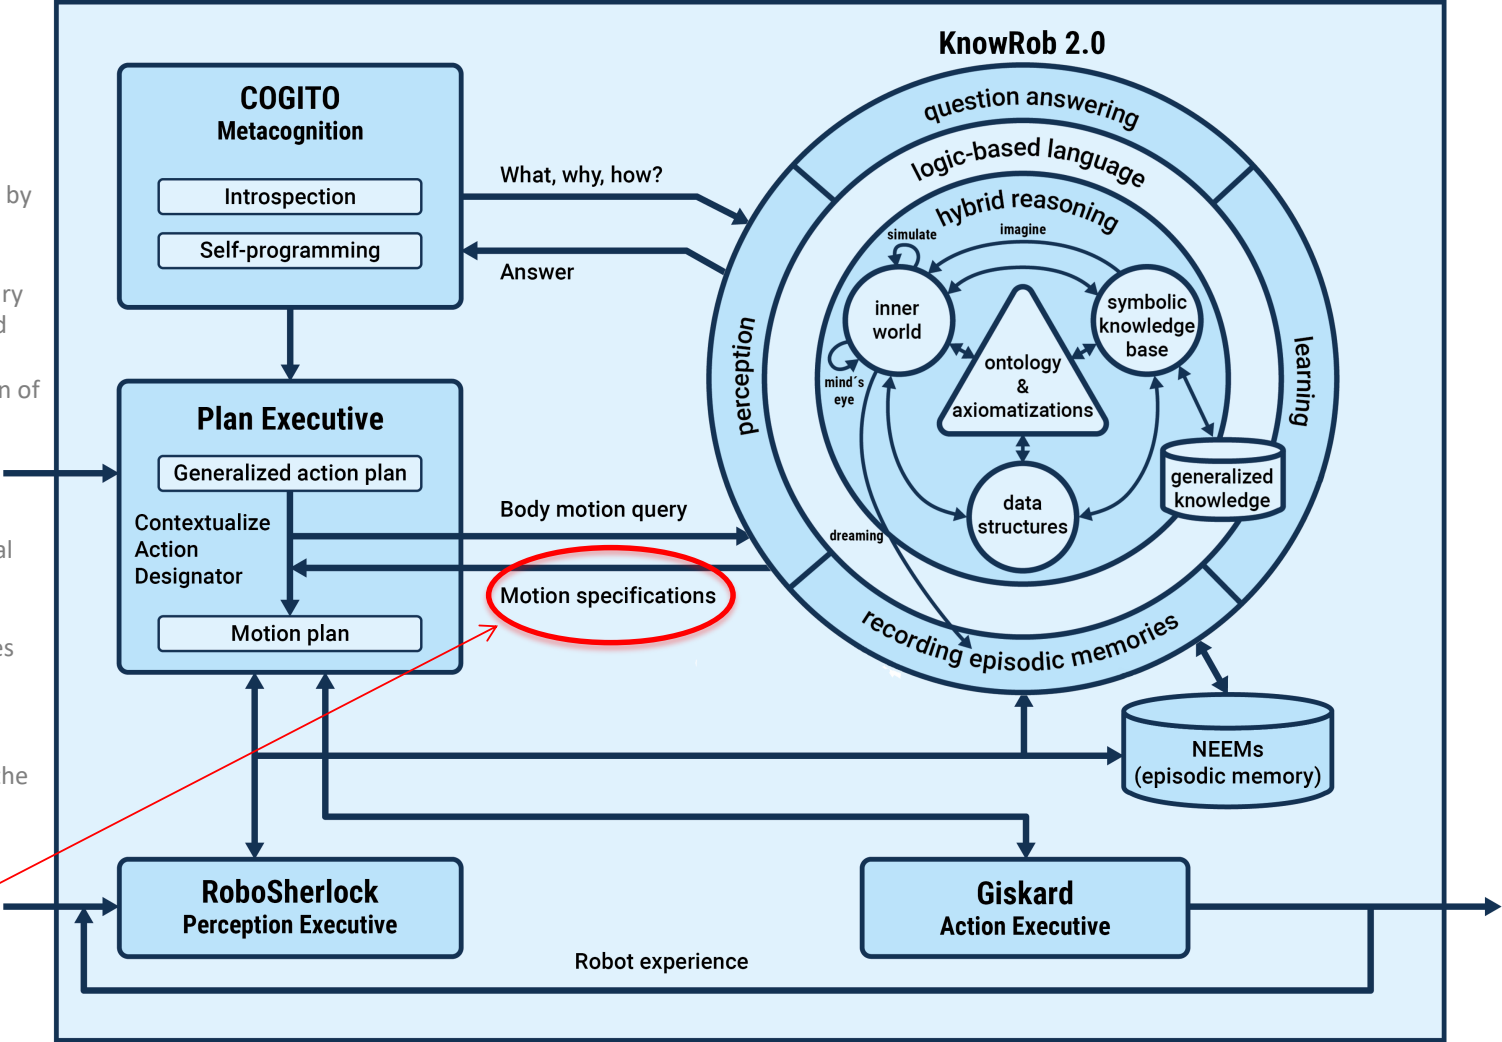 by
ry
d
n of
al
es
the
KnowRob 2.0
COGITO
Metacognition
Introspection
Self-programming
What, why, how?
Answer
Plan Executive
Generalized action plan
Contextualize
Action
Designator
Motion plan
Body motion query
Motion specifications
question answering
logic-based language
hybrid reasoning
perception
learning
recording episodic memories
simulate
imagine
inner
world
symbolic
knowledge
base
mind´s
eye
ontology
&
axiomatizations
data
structures
generalized
knowledge
dreaming
NEEMs
(episodic memory)
RoboSherlock
Perception Executive
Giskard
Action Executive
Robot experience